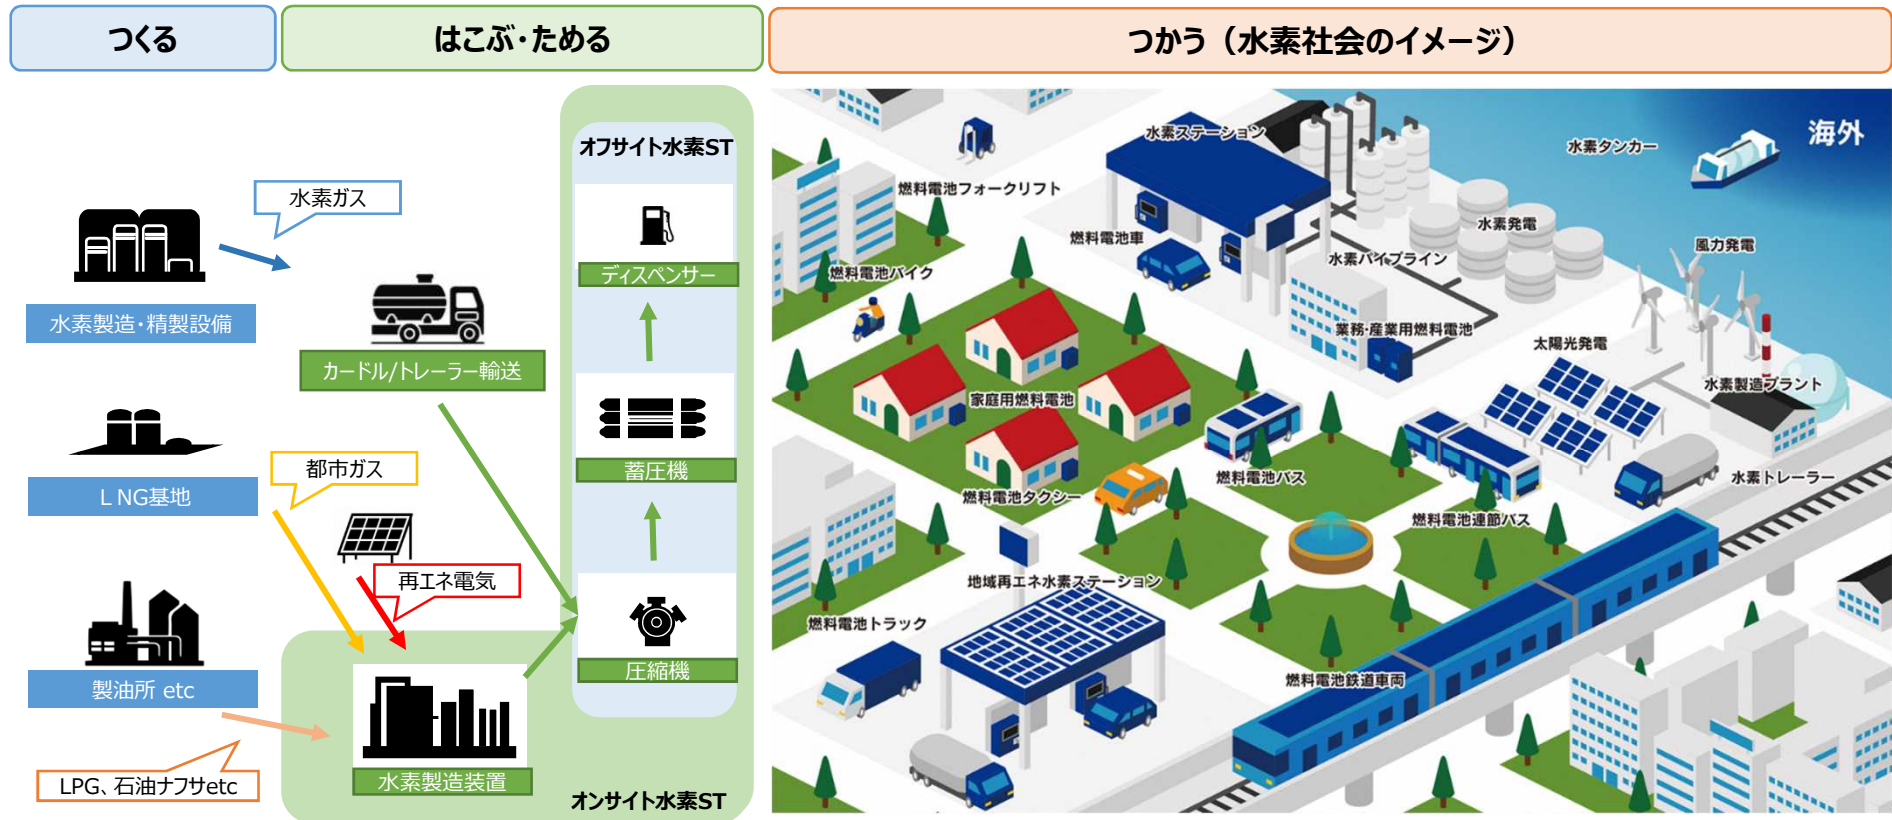 つくる
はこぶ・ためる
つかう（水素社会のイメージ）
水素ガス
水素製造・精製設備
カードル/トレーラー輸送
都市ガス
LNG基地
再エネ電気
製油所 etc
LPG、石油ナフサetc
水素製造装置
オンサイト水素ST
オフサイト水素ST
ディスペンサー
蓄圧機
圧縮機
水素ステーション
水素タンカー
海外
燃料電池フォークリフト
水素発電
燃料電池車
風力発電
水素パイプライン
燃料電池バイク
業務・産業用燃料電池
太陽光発電
水素製造プラント
家庭用燃料電池
燃料電池バス
水素トレーラー
燃料電池タクシー
燃料電池連節バス
地域再エネ水素ステーション
燃料電池トラック
燃料電池鉄道車両